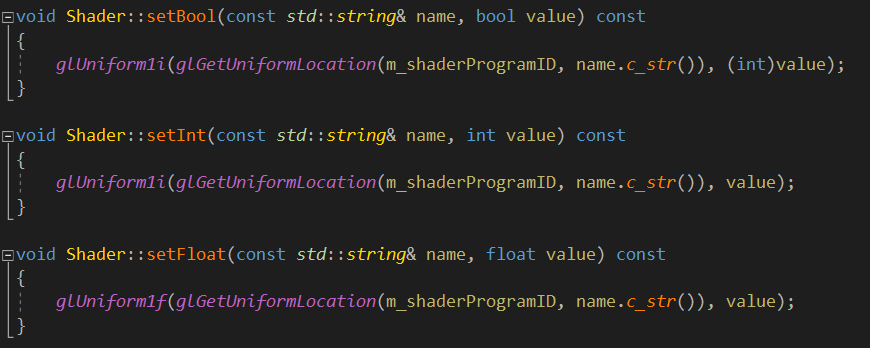 void Shader::setBool(const std::string& name, bool value) const
{
glUniform1i(glGetUniformLocation(m_shaderProgramID, name.c_str()), (int)value);
}
void Shader::setInt(const std::string& name, int value) const
{
glUniform1i(glGetUniformLocation(m_shaderProgramID, name.c_str()), value);
}
void Shader::setFloat(const std::string& name, float value) const
{
glUniform1f(glGetUniformLocation(m_shaderProgramID, name.c_str()), value);
}